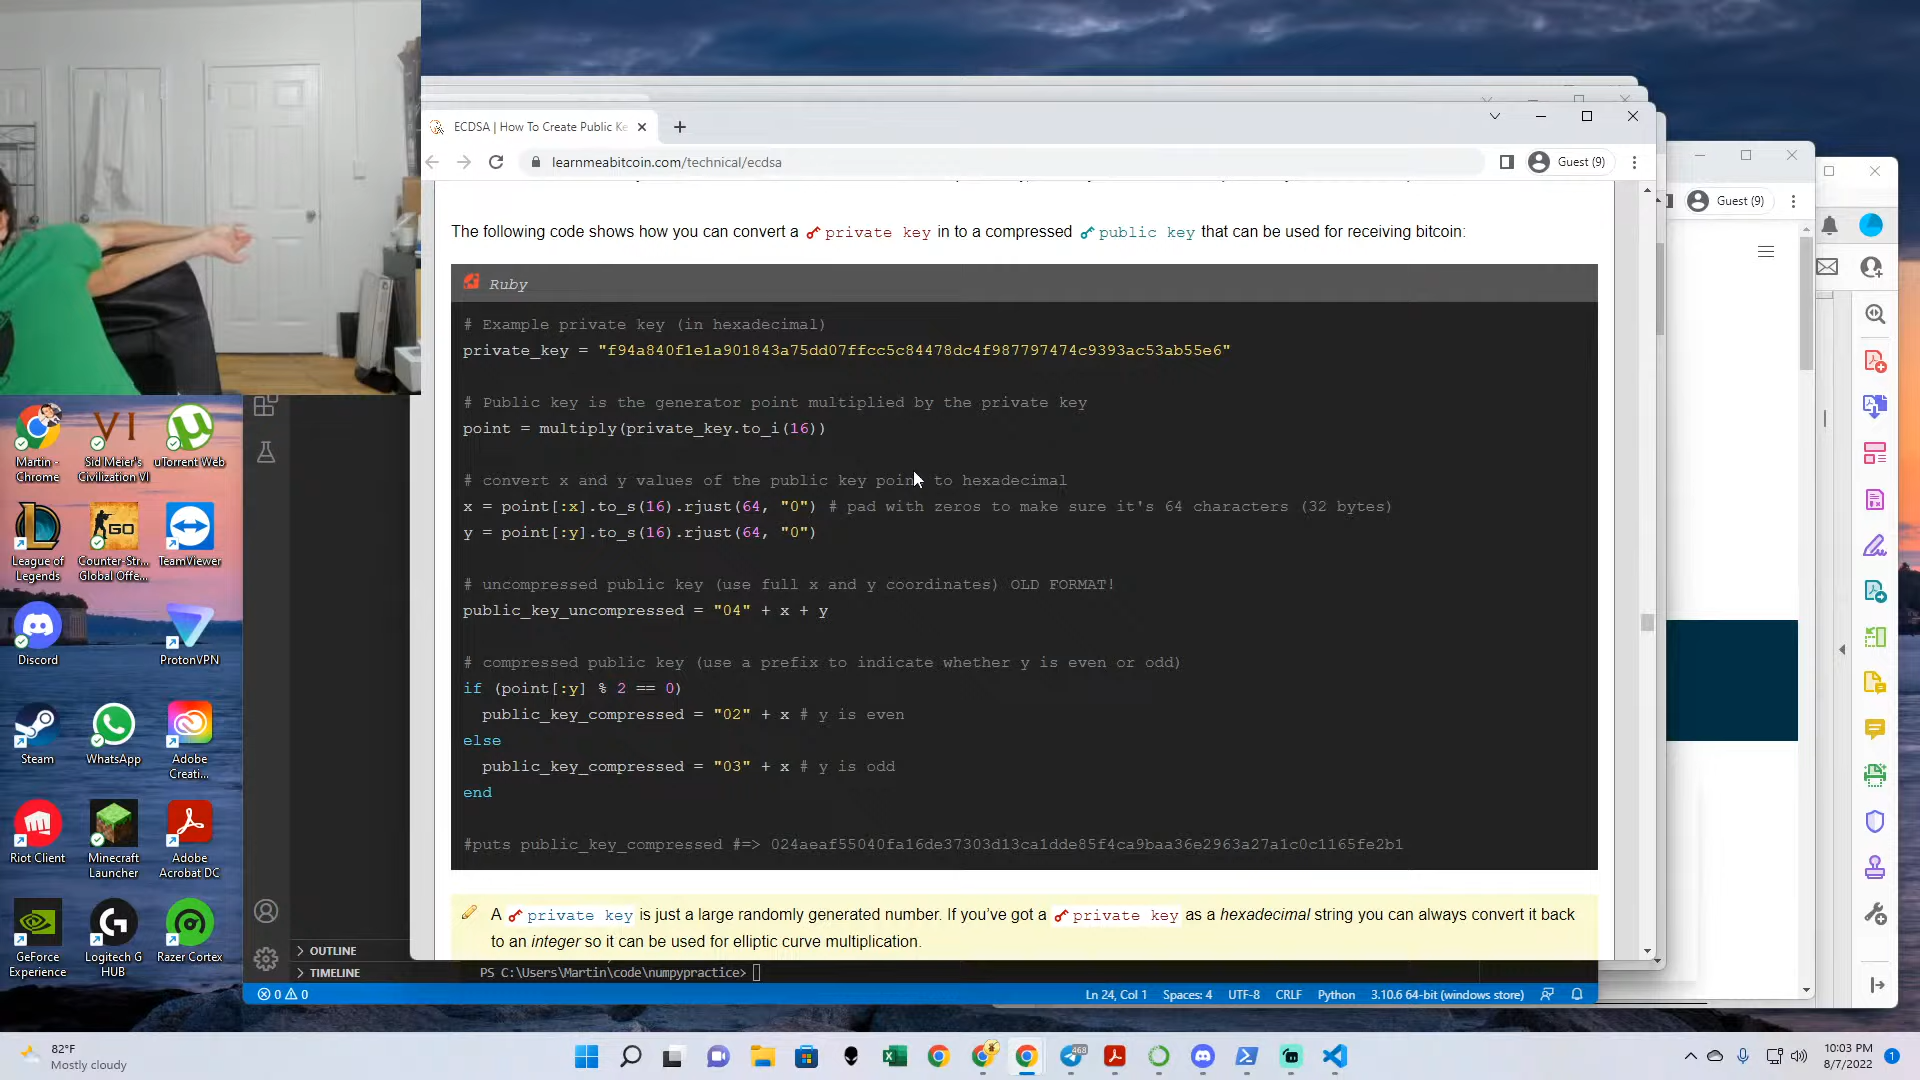 ECDSA | How To Create Public Ke
learnmeabitcoin.com/technical/ecdsa
Guest (9)
Guest (9)
The following code shows how you can convert a private key in to a compressed public key that can be used for receiving bitcoin:
Ruby
# Example private key (in hexadecimal)
private_key = "f94a840f1e1a901843a75dd07ffcc5c84478dc4f987797474c9393ac53ab55e6"
# Public key is the generator point multiplied by the private key
point = multiply(private_key.to_i(16))
# convert x and y values of the public key point to hexadecimal
x = point[:x].to_s(16).rjust(64, "0") # pad with zeros to make sure it's 64 characters (32 bytes)
y = point[:y].to_s(16).rjust(64, "0")
# uncompressed public key (use full x and y coordinates) OLD FORMAT!
public_key_uncompressed = "04" + x + y
# compressed public key (use a prefix to indicate whether y is even or odd)
if (point[:y] % 2 == 0)
public_key_compressed = "02" + x # y is even
else
public_key_compressed = "03" + x # y is odd
end
#puts public_key_compressed #=> 024aeaf55040fa16de37303d13ca1dde85f4ca9baa36e2963a27a1c0c1165fe2b1
A private key is just a large randomly generated number. If you've got a private key as a hexadecimal string you can always convert it back
to an integer so it can be used for elliptic curve multiplication.
Martin - Chrome
VI
Sid Meier's Civilization VI
uTorrent Web
League of Legends
GO
Counter-Str... Global Offe...
TeamViewer
Discord
ProtonVPN
Steam
WhatsApp
Adobe Creati...
Riot Client
Minecraft Launcher
Adobe Acrobat DC
GeForce Experience
Logitech G HUB
Razer Cortex
OUTLINE
TIMELINE
PS C:\Users\Martin\code\numpypractice>
0 0
Ln 24, Col 1
Spaces: 4
UTF-8
CRLF
Python
3.10.6 64-bit (windows store)
82°F
Mostly cloudy
468
10:03 PM
8/7/2022
1